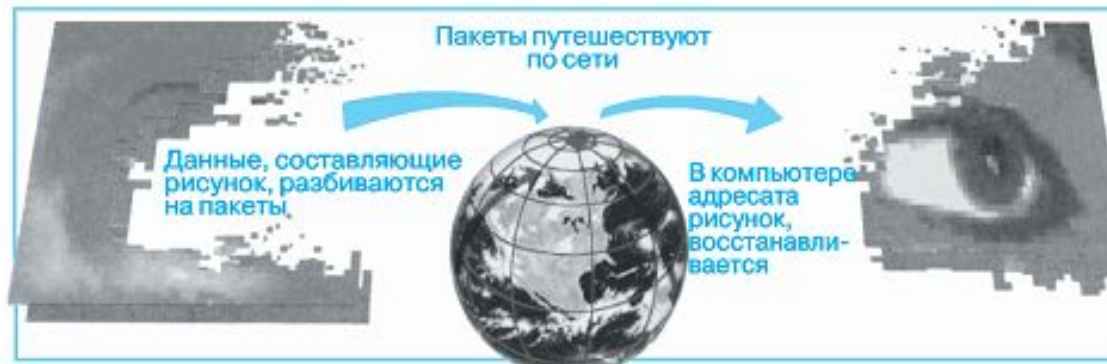 Пакеты путешествуют
по сети
Данные, составляющие
рисунок, разбиваются
на пакеты
В компьютере
адресата
рисунок,
восстанавли-
вается